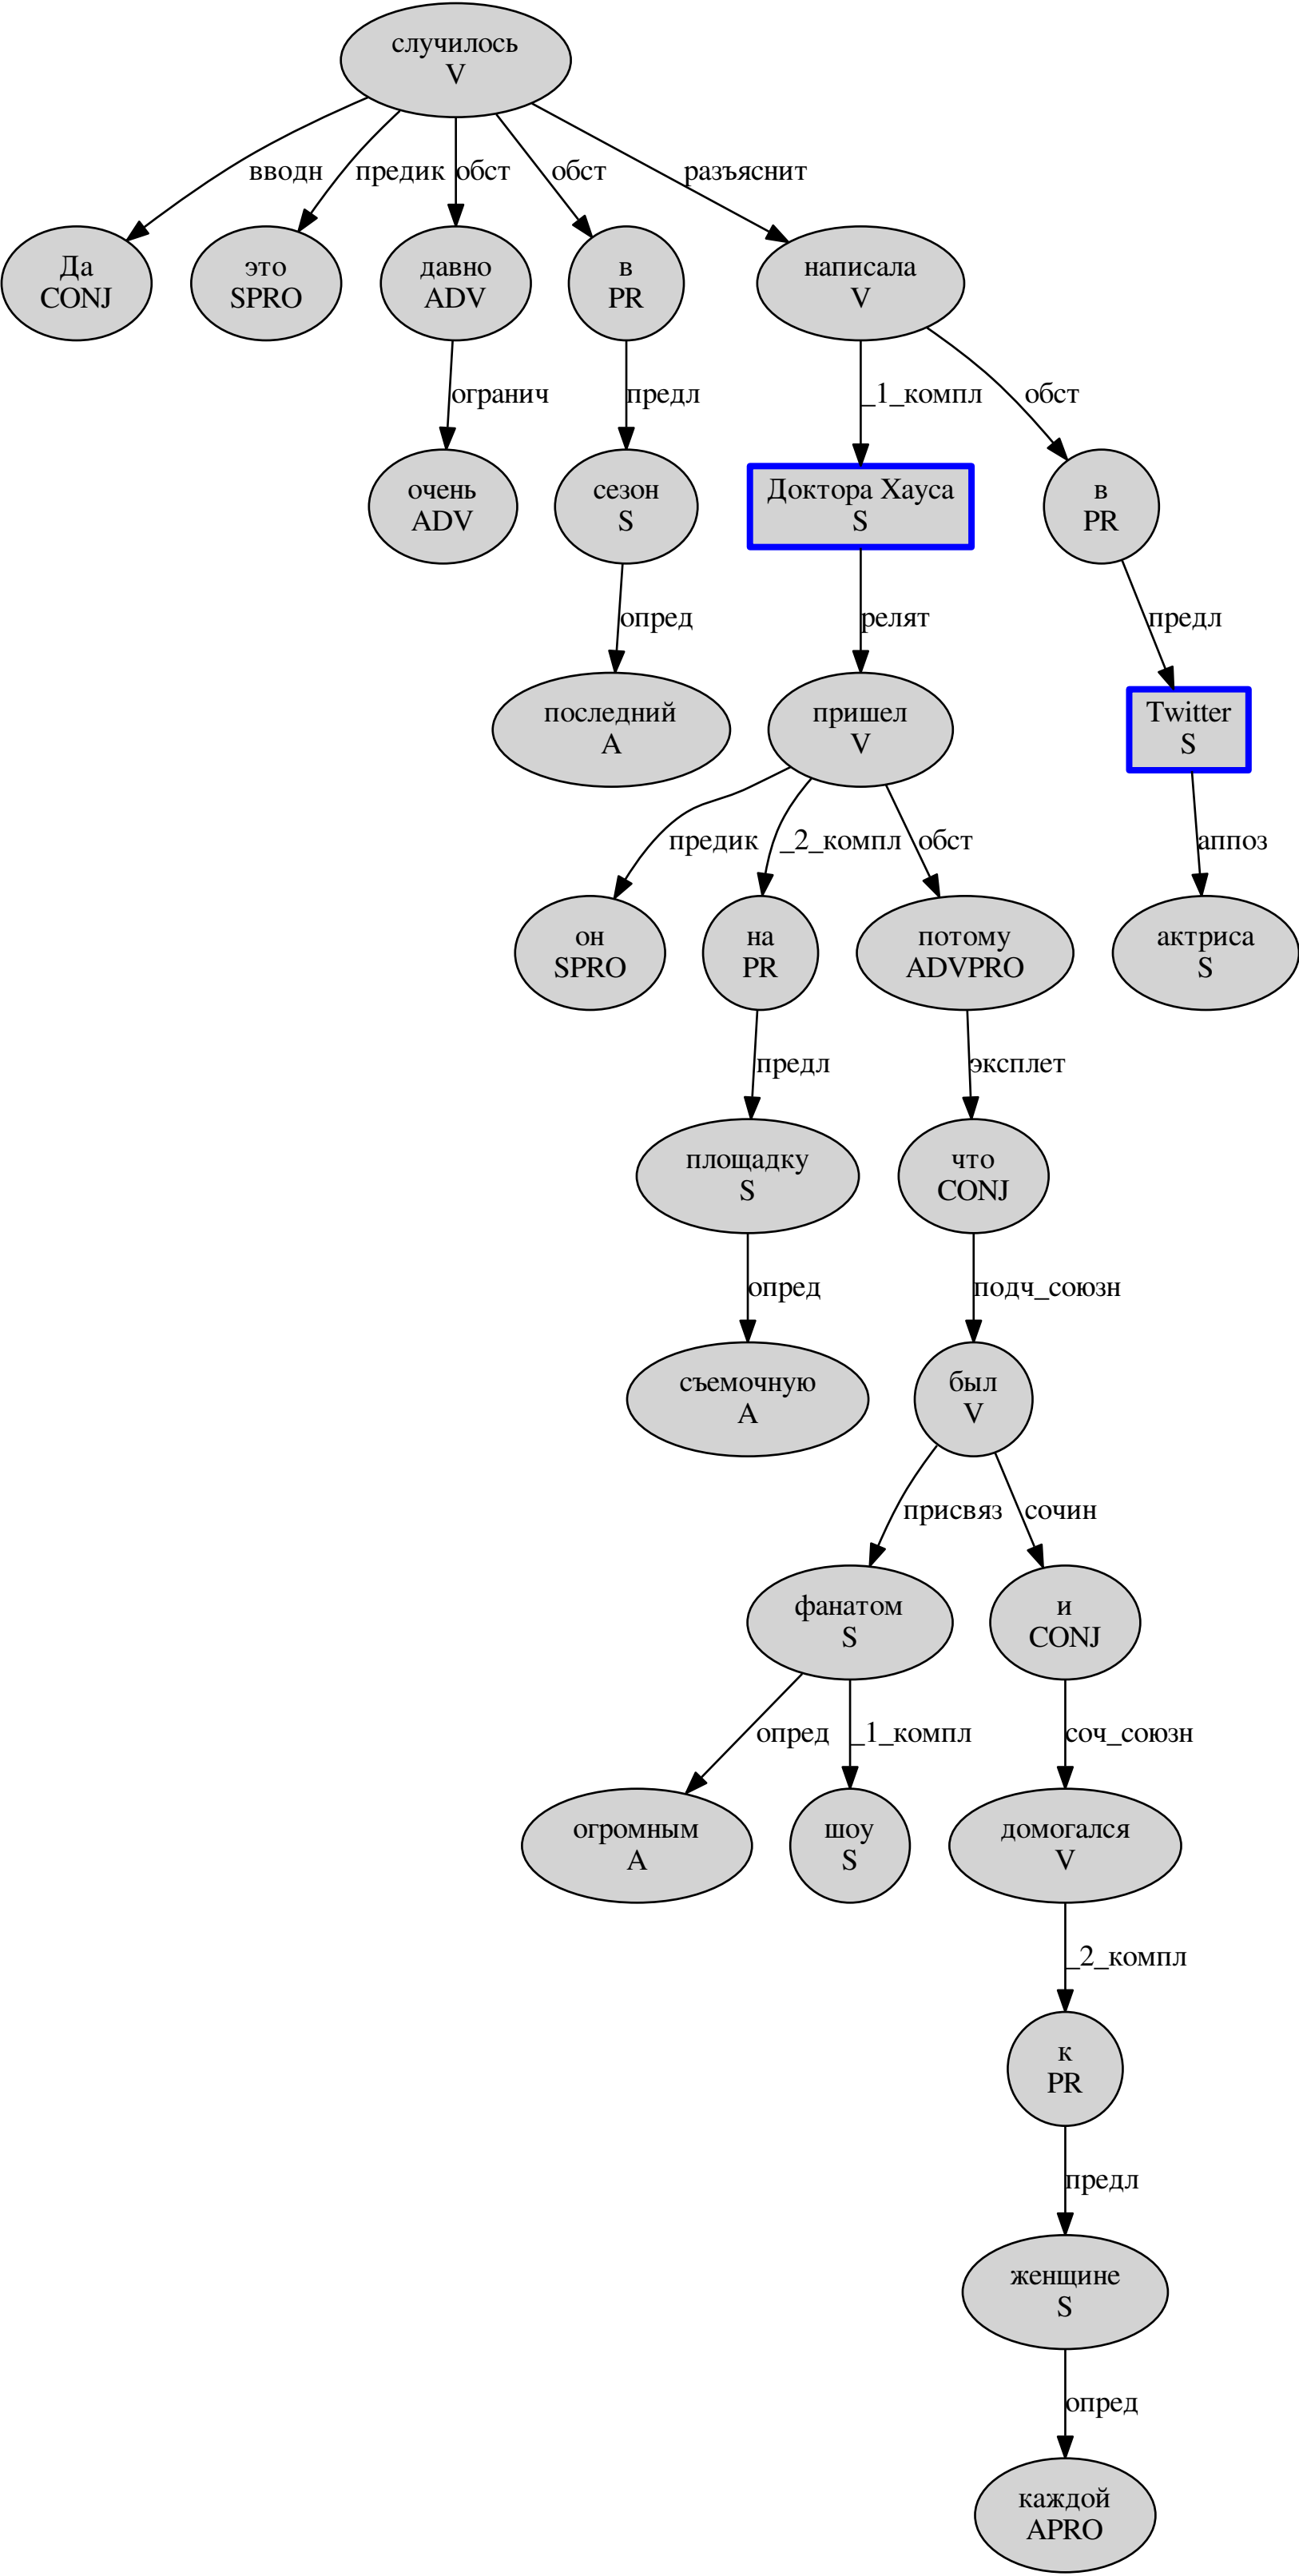 случилось
V
вводн
предик
обст
обст
разъяснит
Да
CONJ
это
SPRO
давно
ADV
в
PR
написала
V
огранич
предл
_1_компл
обст
очень
ADV
сезон
S
Доктора Хауса
S
в
PR
опред
релят
предл
последний
A
пришел
V
Twitter
S
предик
_2_компл
обст
аппоз
он
SPRO
на
PR
потому
ADVPRO
актриса
S
предл
эксплет
площадку
S
что
CONJ
опред
подч_союзн
съемочную
A
был
V
присвяз
сочин
фанатом
S
и
CONJ
опред
_1_компл
соч_союзн
огромным
A
шоу
S
домогался
V
_2_компл
к
PR
предл
женщине
S
опред
каждой
APRO